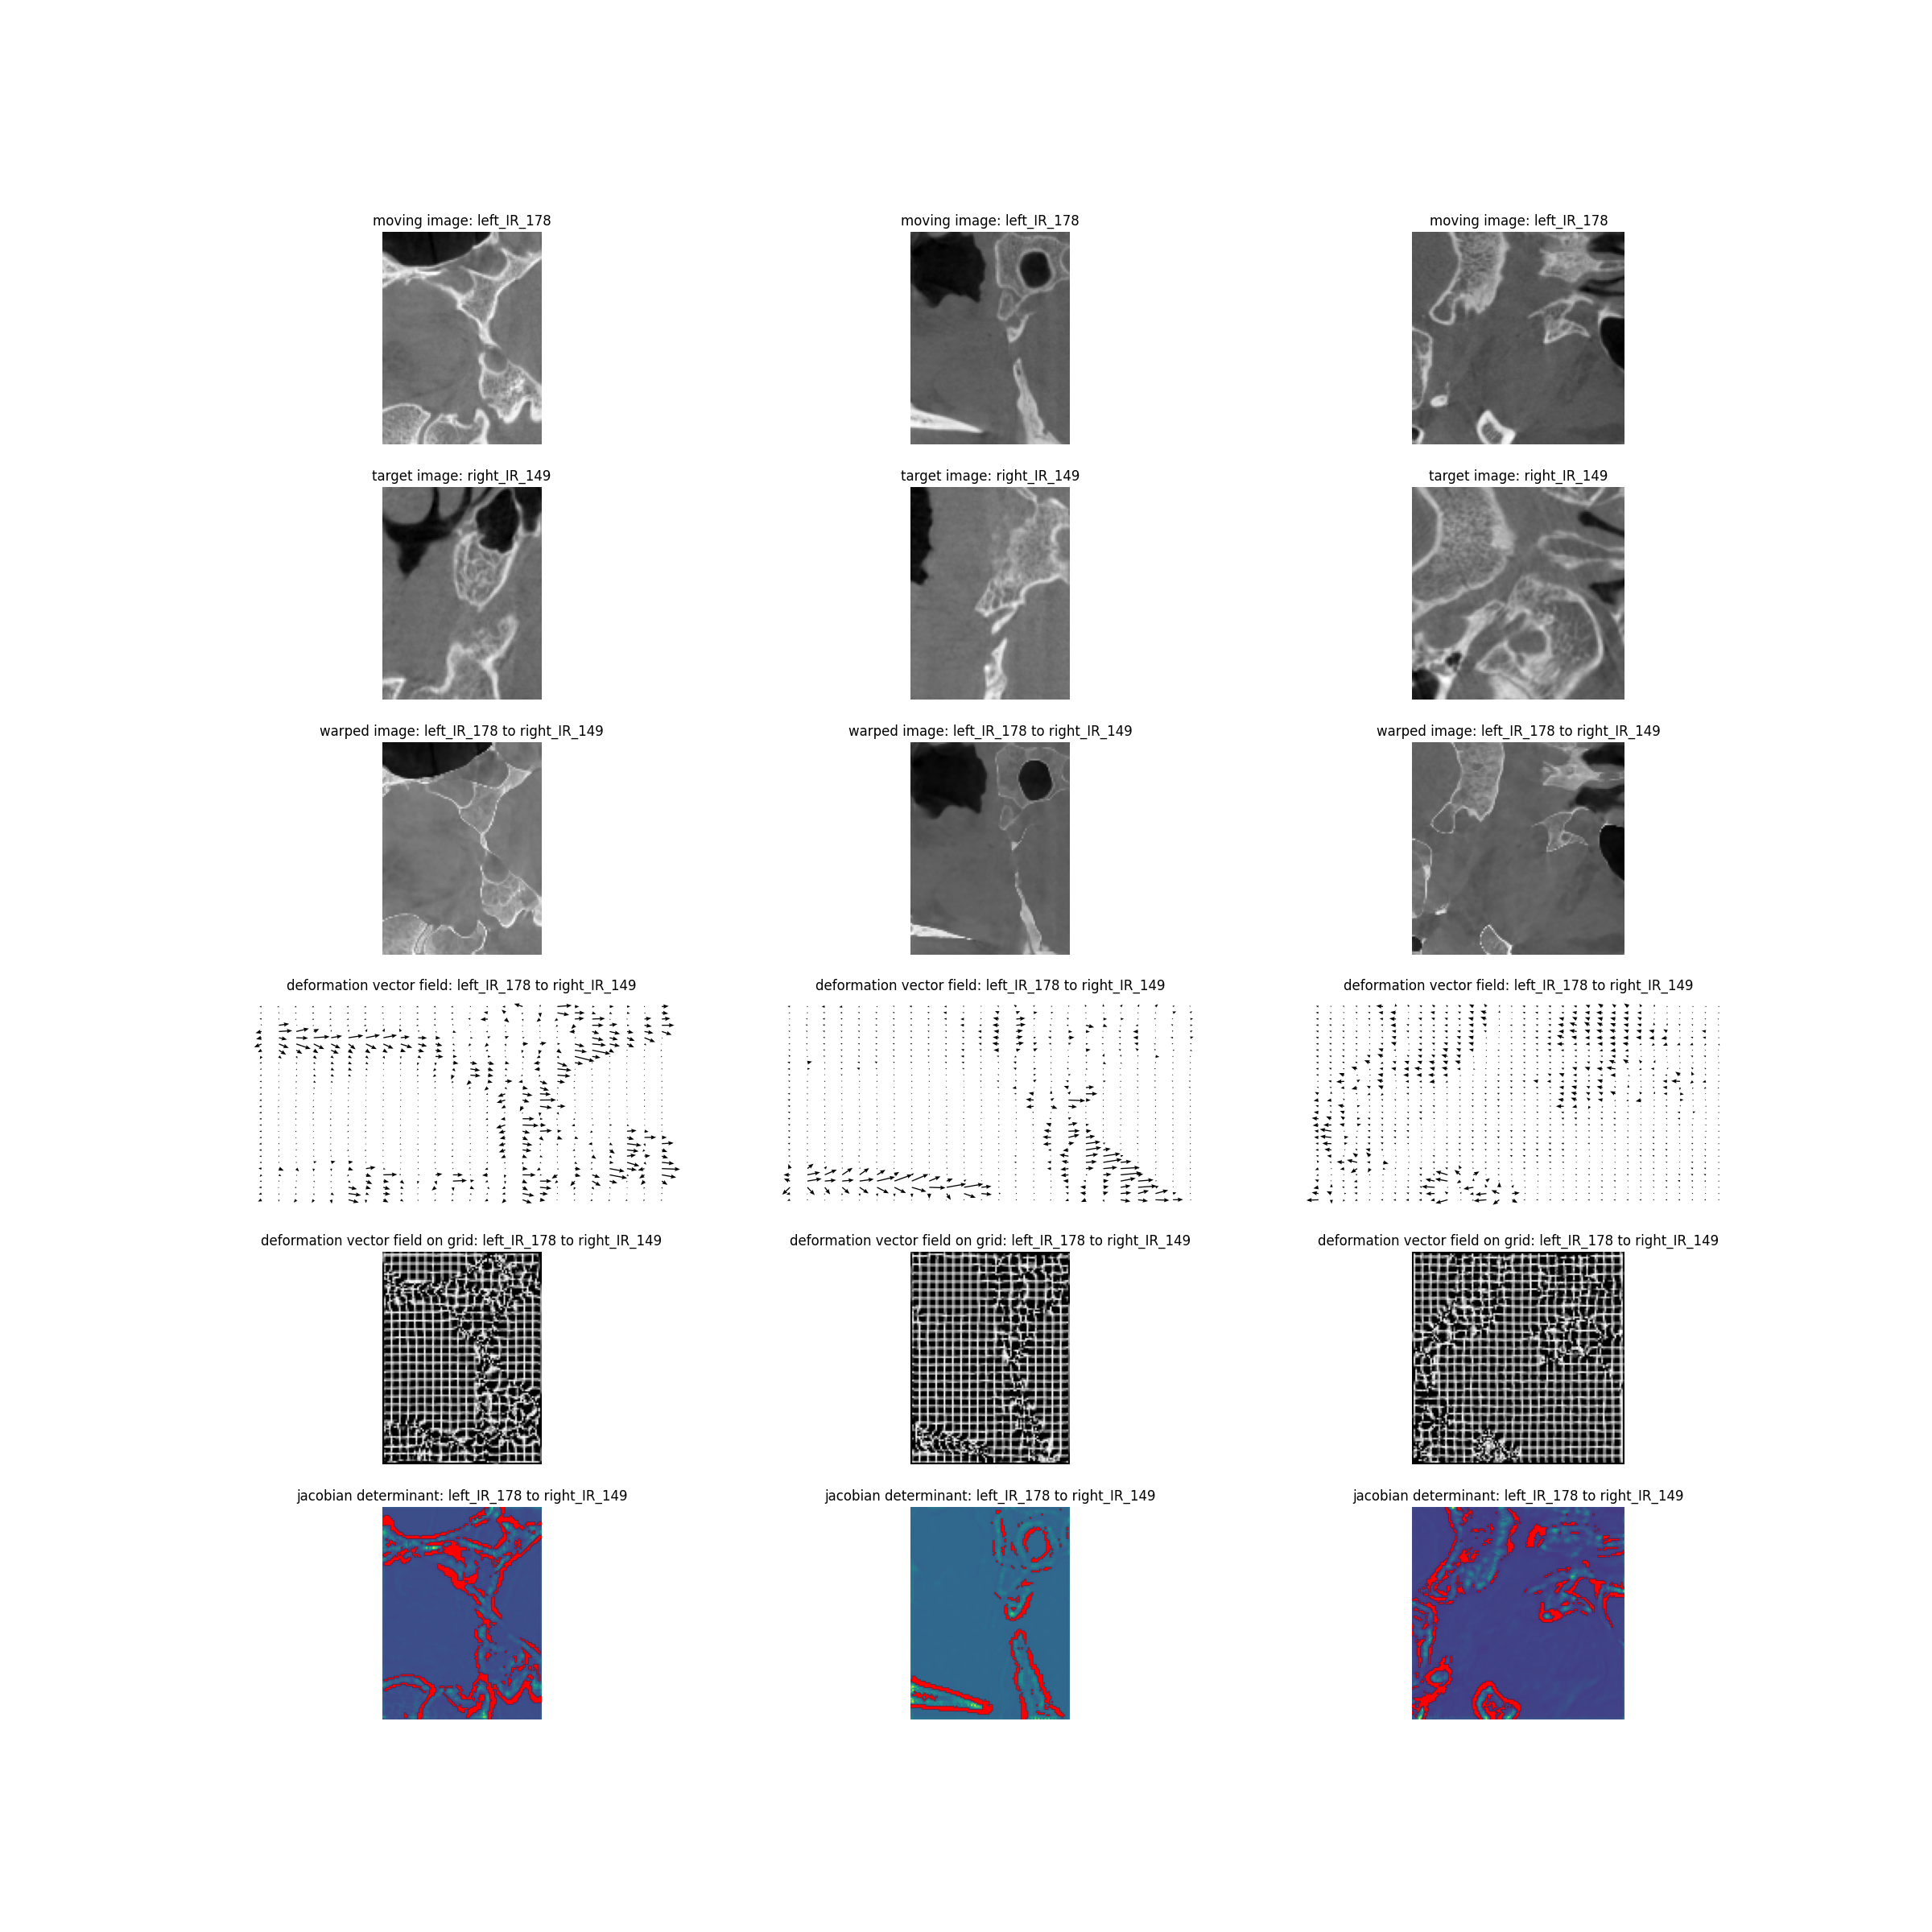 moving image: left_IR_178
moving image: left_IR_178
moving image: left_IR_178
target image: right_IR_149
target image: right_IR_149
target image: right_IR_149
warped image: left_IR_178 to right_IR_149
warped image: left_IR_178 to right_IR_149
warped image: left_IR_178 to right_IR_149
deformation vector field: left_IR_178 to right_IR_149
deformation vector field: left_IR_178 to right_IR_149
deformation vector field: left_IR_178 to right_IR_149
deformation vector field on grid: left_IR_178 to right_IR_149
deformation vector field on grid: left_IR_178 to right_IR_149
deformation vector field on grid: left_IR_178 to right_IR_149
jacobian determinant: left_IR_178 to right_IR_149
jacobian determinant: left_IR_178 to right_IR_149
jacobian determinant: left_IR_178 to right_IR_149